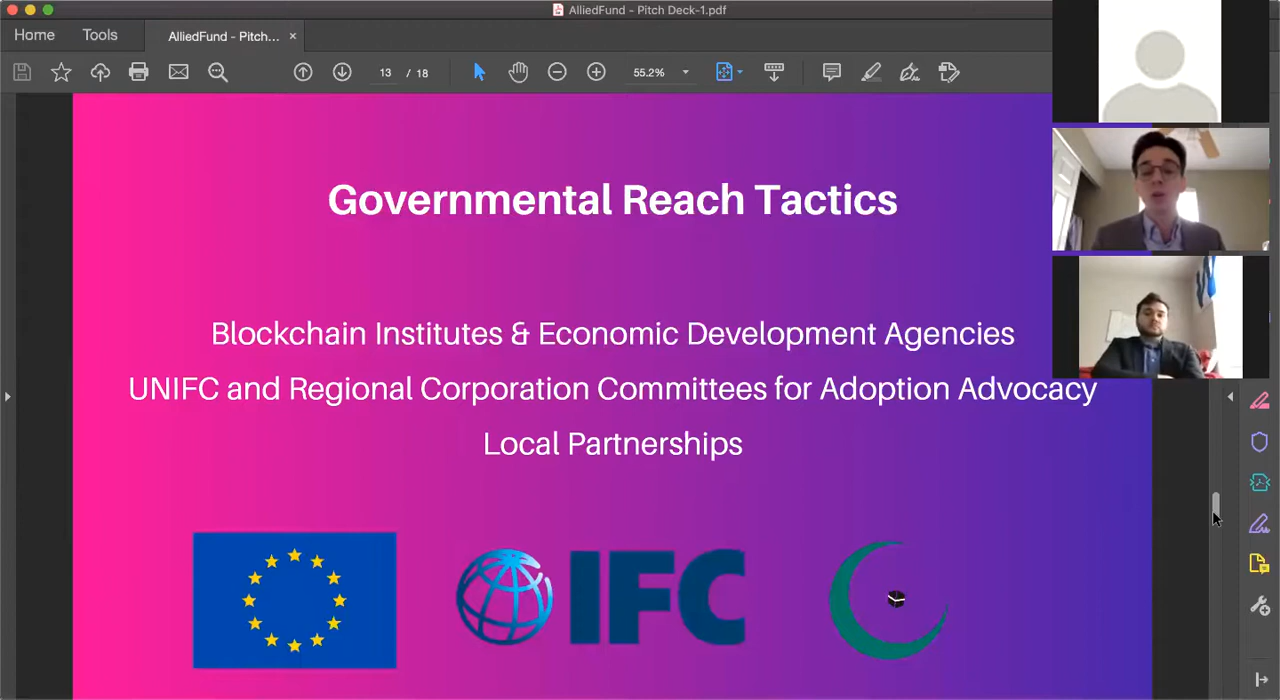 AlliedFund - Pitch Deck-1.pdf
Home
Tools
AlliedFund - Pitch... ×
13 / 18
55.2%
Governmental Reach Tactics
Blockchain Institutes & Economic Development Agencies
UNIFC and Regional Corporation Committees for Adoption Advocacy
Local Partnerships
IFC